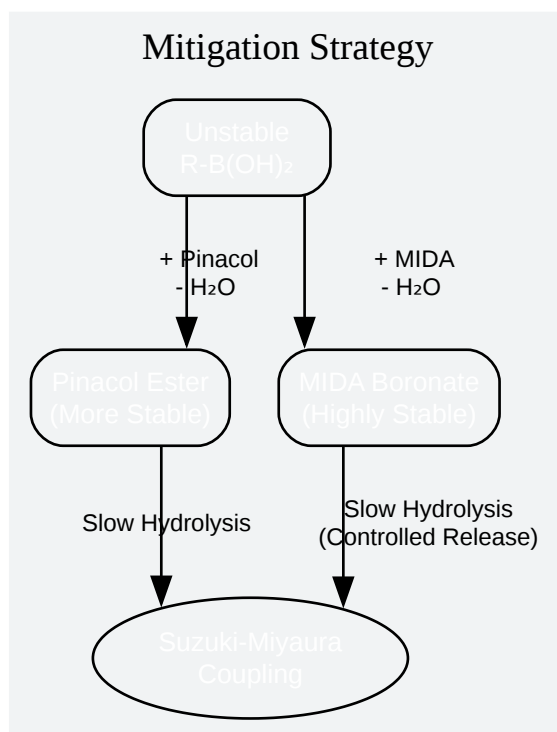 Mitigation Strategy
Unstable
R-B(OH)₂
+ Pinacol
- H₂O
+ MIDA
- H₂O
Pinacol Ester
(More Stable)
MIDA Boronate
(Highly Stable)
Slow Hydrolysis
Slow Hydrolysis
(Controlled Release)
Suzuki-Miyaura
Coupling